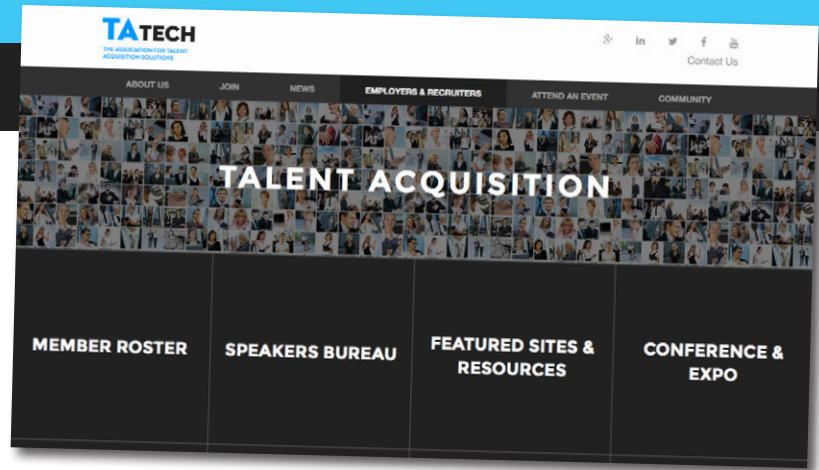 TATECH
THE ASSOCIATION FOR TALENT
ACQUISITION SOLUTIONS
Contact Us
ABOUT US JOIN NEWS EMPLOYERS & RECRUITERS ATTEND AN EVENT COMMUNITY
TALENT ACQUISITION
MEMBER ROSTER
SPEAKERS BUREAU
FEATURED SITES &
RESOURCES
CONFERENCE &
EXPO